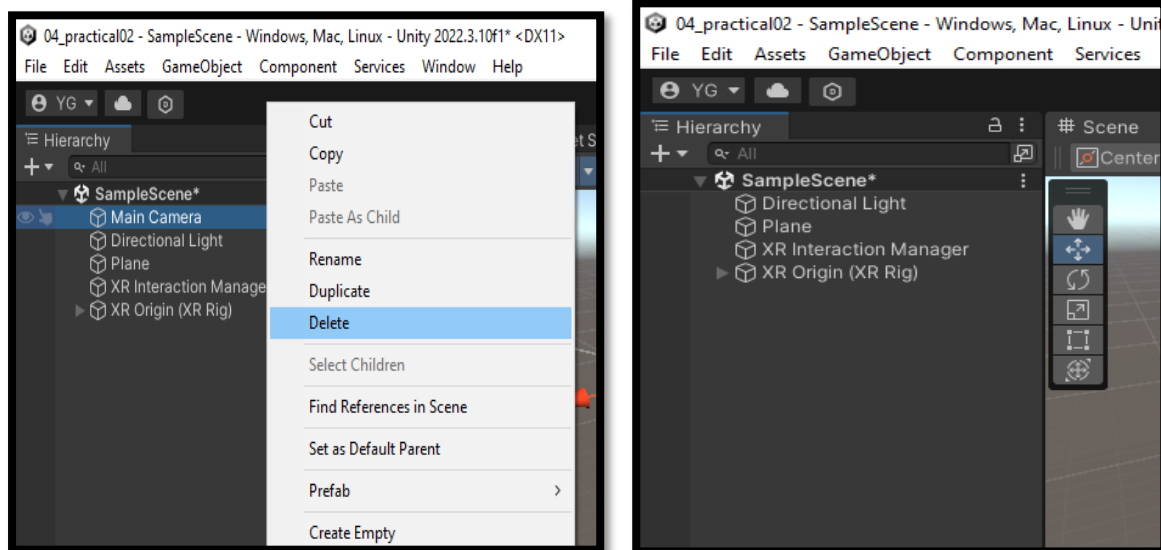 04_practical02 - SampleScene - Windows, Mac, Linux - Unity 2022.3.10f1* <DX11>
File Edit Assets GameObject Component Services Window Help
YG
Hierarchy
All
SampleScene*
Main Camera
Directional Light
Plane
XR Interaction Manage
XR Origin (XR Rig)
Cut
Copy
Paste
Paste As Child
Rename
Duplicate
Delete
Select Children
Find References in Scene
Set as Default Parent
Prefab
Create Empty
et S
04_practical02 - SampleScene - Windows, Mac, Linux - Unit
File Edit Assets GameObject Component Services
YG
Hierarchy
All
SampleScene*
Directional Light
Plane
XR Interaction Manager
XR Origin (XR Rig)
Scene
Center